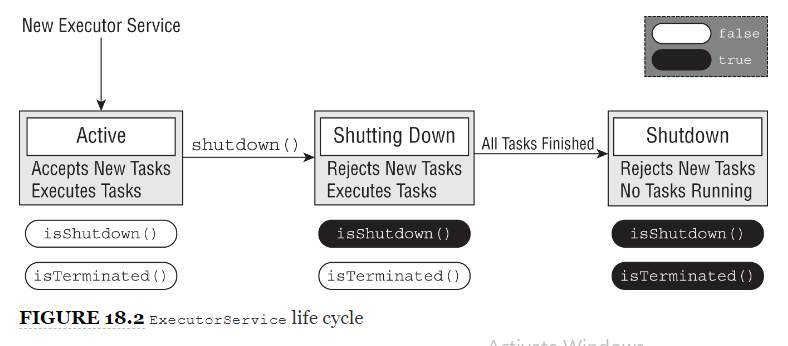 New Executor Service
false
true
Active
Accepts New Tasks
Executes Tasks
shutdown()
Shutting Down
Rejects New Tasks
Executes Tasks
All Tasks Finished
Shutdown
Rejects New Tasks
No Tasks Running
isShutdown()
isShutdown()
isShutdown()
isTerminated()
isTerminated()
isTerminated()
FIGURE 18.2 ExecutorService life cycle
Activate Windows